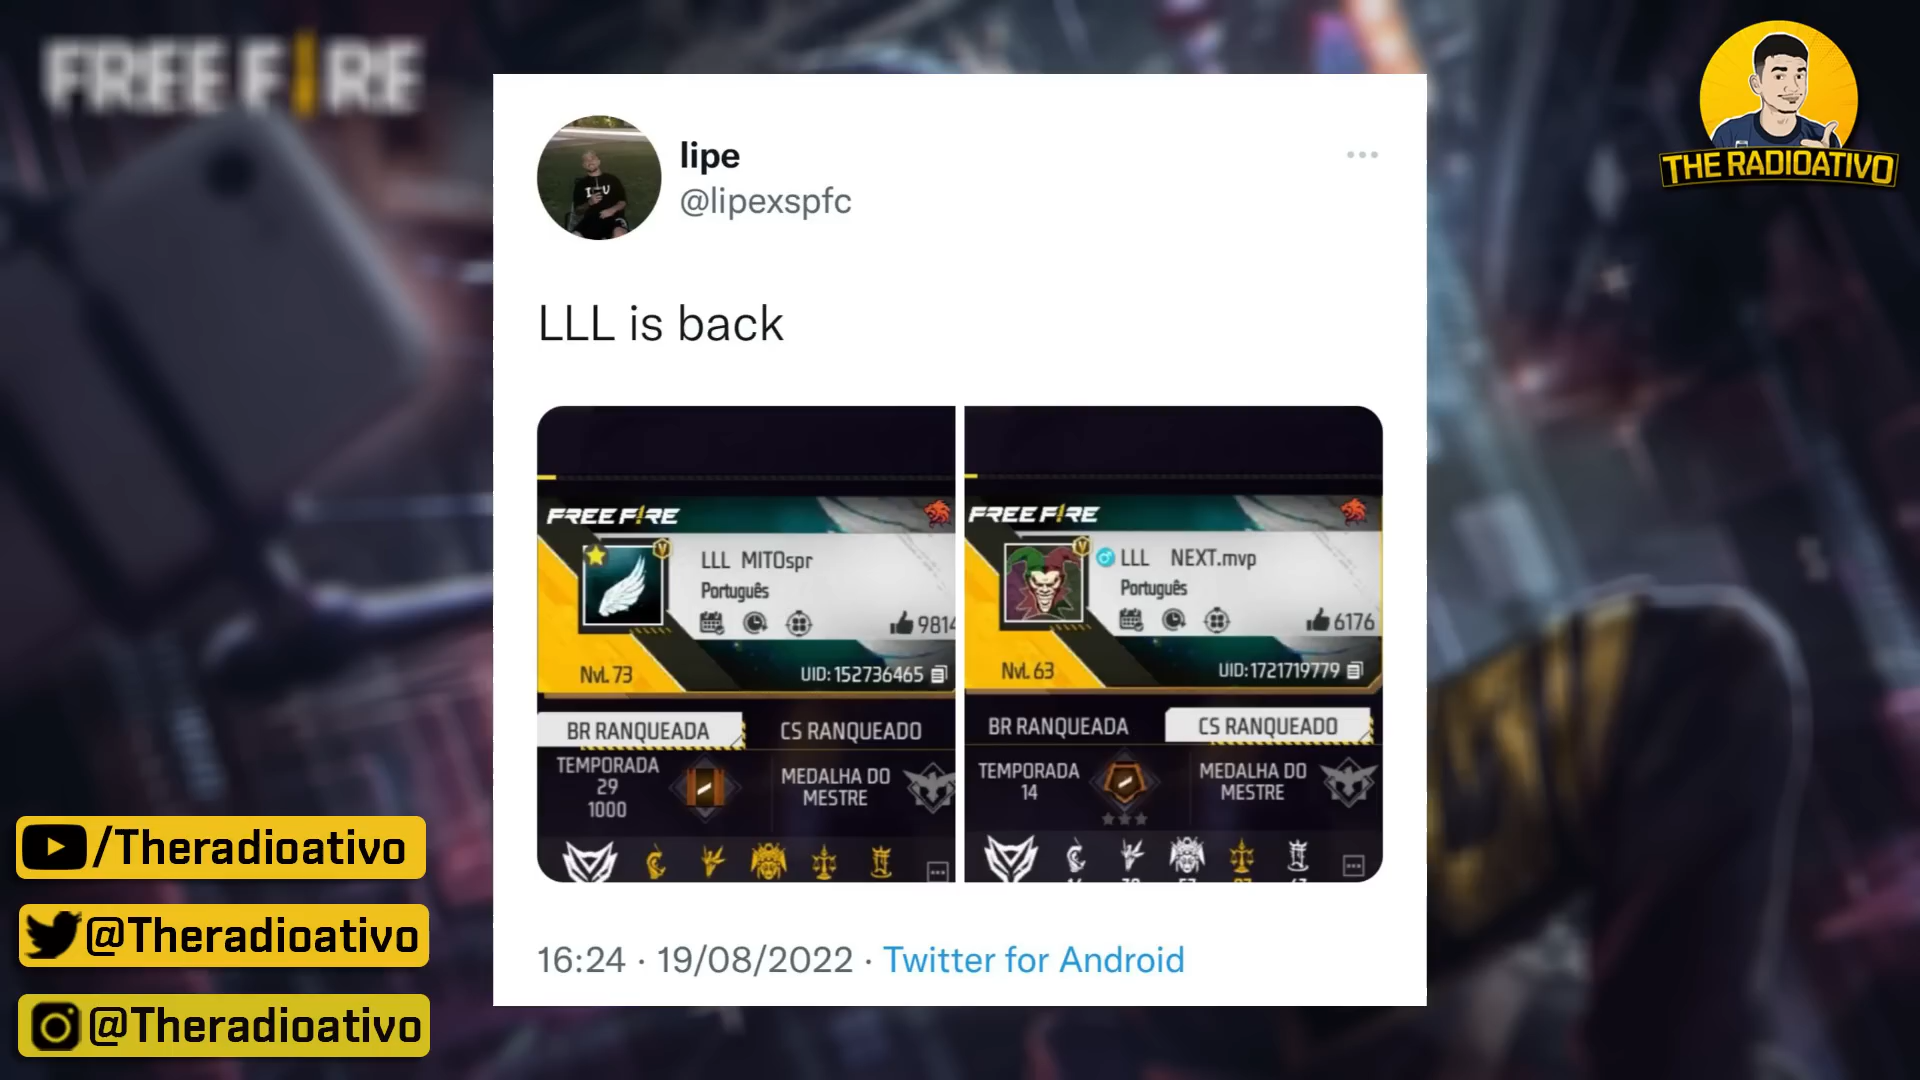 FREE FIRE
THE RADIOATIVO
lipe
@lipexspfc
LLL is back
FREE FIRE
LLL MITOspr
Português
9814
Nvl. 73
UID: 152736465
BR RANQUEADA
CS RANQUEADO
TEMPORADA
29
1000
MEDALHA DO
MESTRE
FREE FIRE
LLL NEXT.mvp
Português
6176
Nvl. 63
UID: 1721719779
BR RANQUEADA
CS RANQUEADO
TEMPORADA
14
MEDALHA DO
MESTRE
16:24 · 19/08/2022 · Twitter for Android
/Theradioativo
@Theradioativo
@Theradioativo